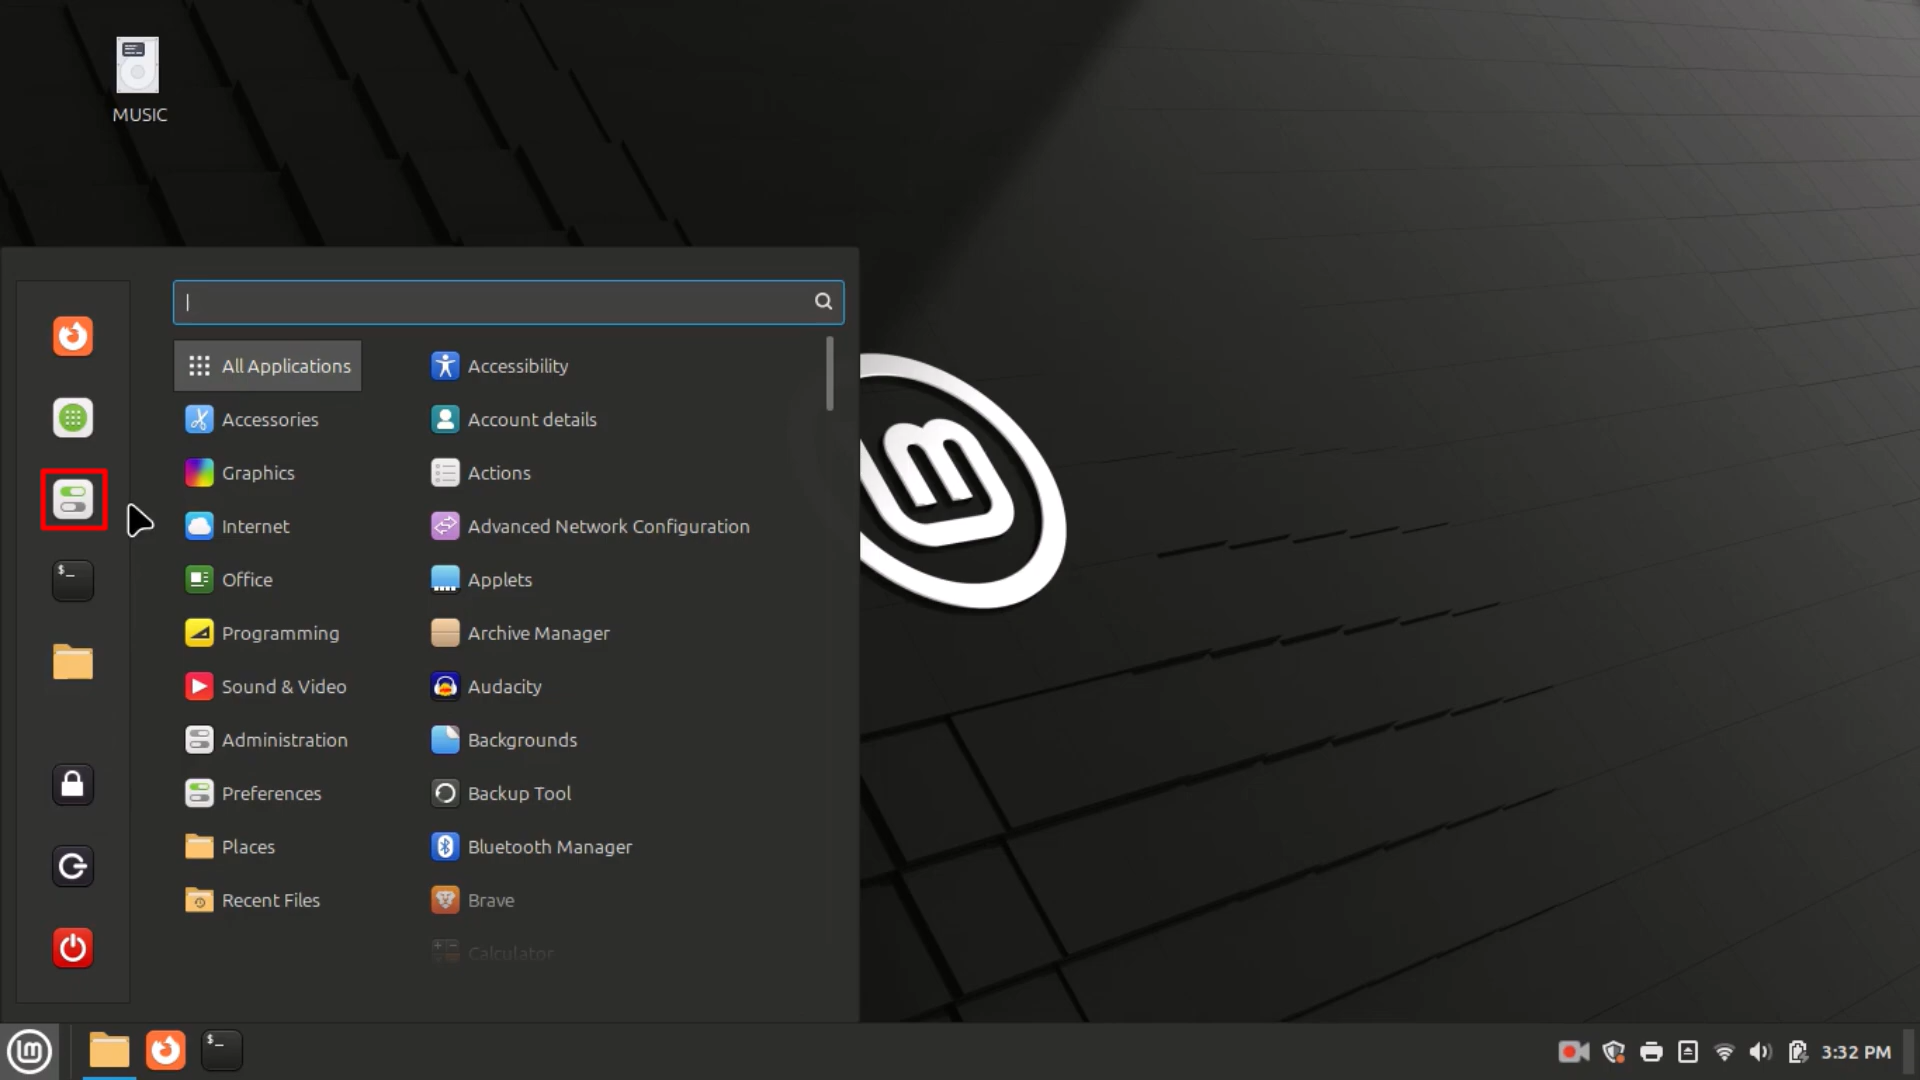 MUSIC
All Applications
Accessories
Graphics
Internet
Office
Programming
Sound & Video
Administration
Preferences
Places
Recent Files
Accessibility
Account details
Actions
Advanced Network Configuration
Applets
Archive Manager
Audacity
Backgrounds
Backup Tool
Bluetooth Manager
Brave
Calculator
$_
$_
3:32 PM